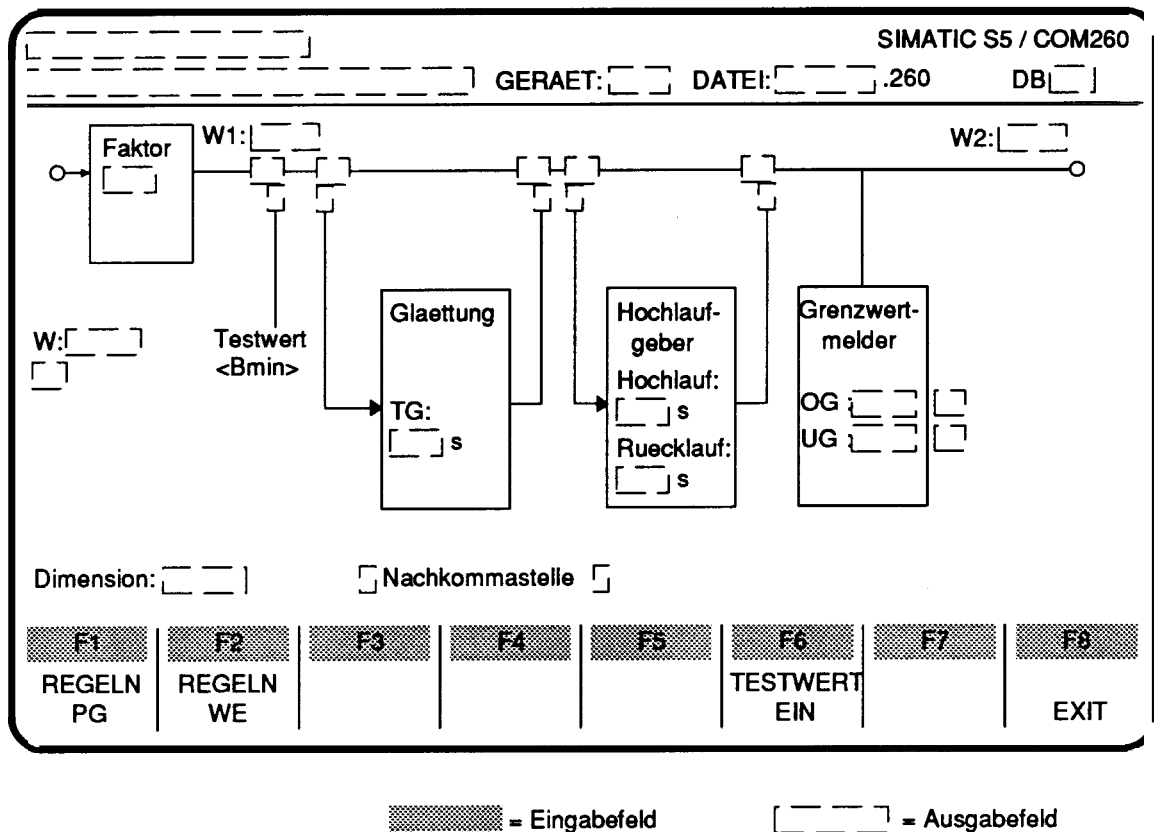 SIMATIC S5 / COM260
GERAET: DATEI: .260 DB
Faktor
W1:
W2:
W:
Testwert
<Bmin>
Glaettung
TG:
s
Hochlauf-
geber
Hochlauf:
s
Ruecklauf:
s
Grenzwert-
melder
OG :
UG :
Dimension: Nachkommastelle
F1 F2 F3 F4 F5 F6 F7 F8
REGELN PG
REGELN WE
TESTWERT EIN
EXIT
= Eingabefeld = Ausgabefeld